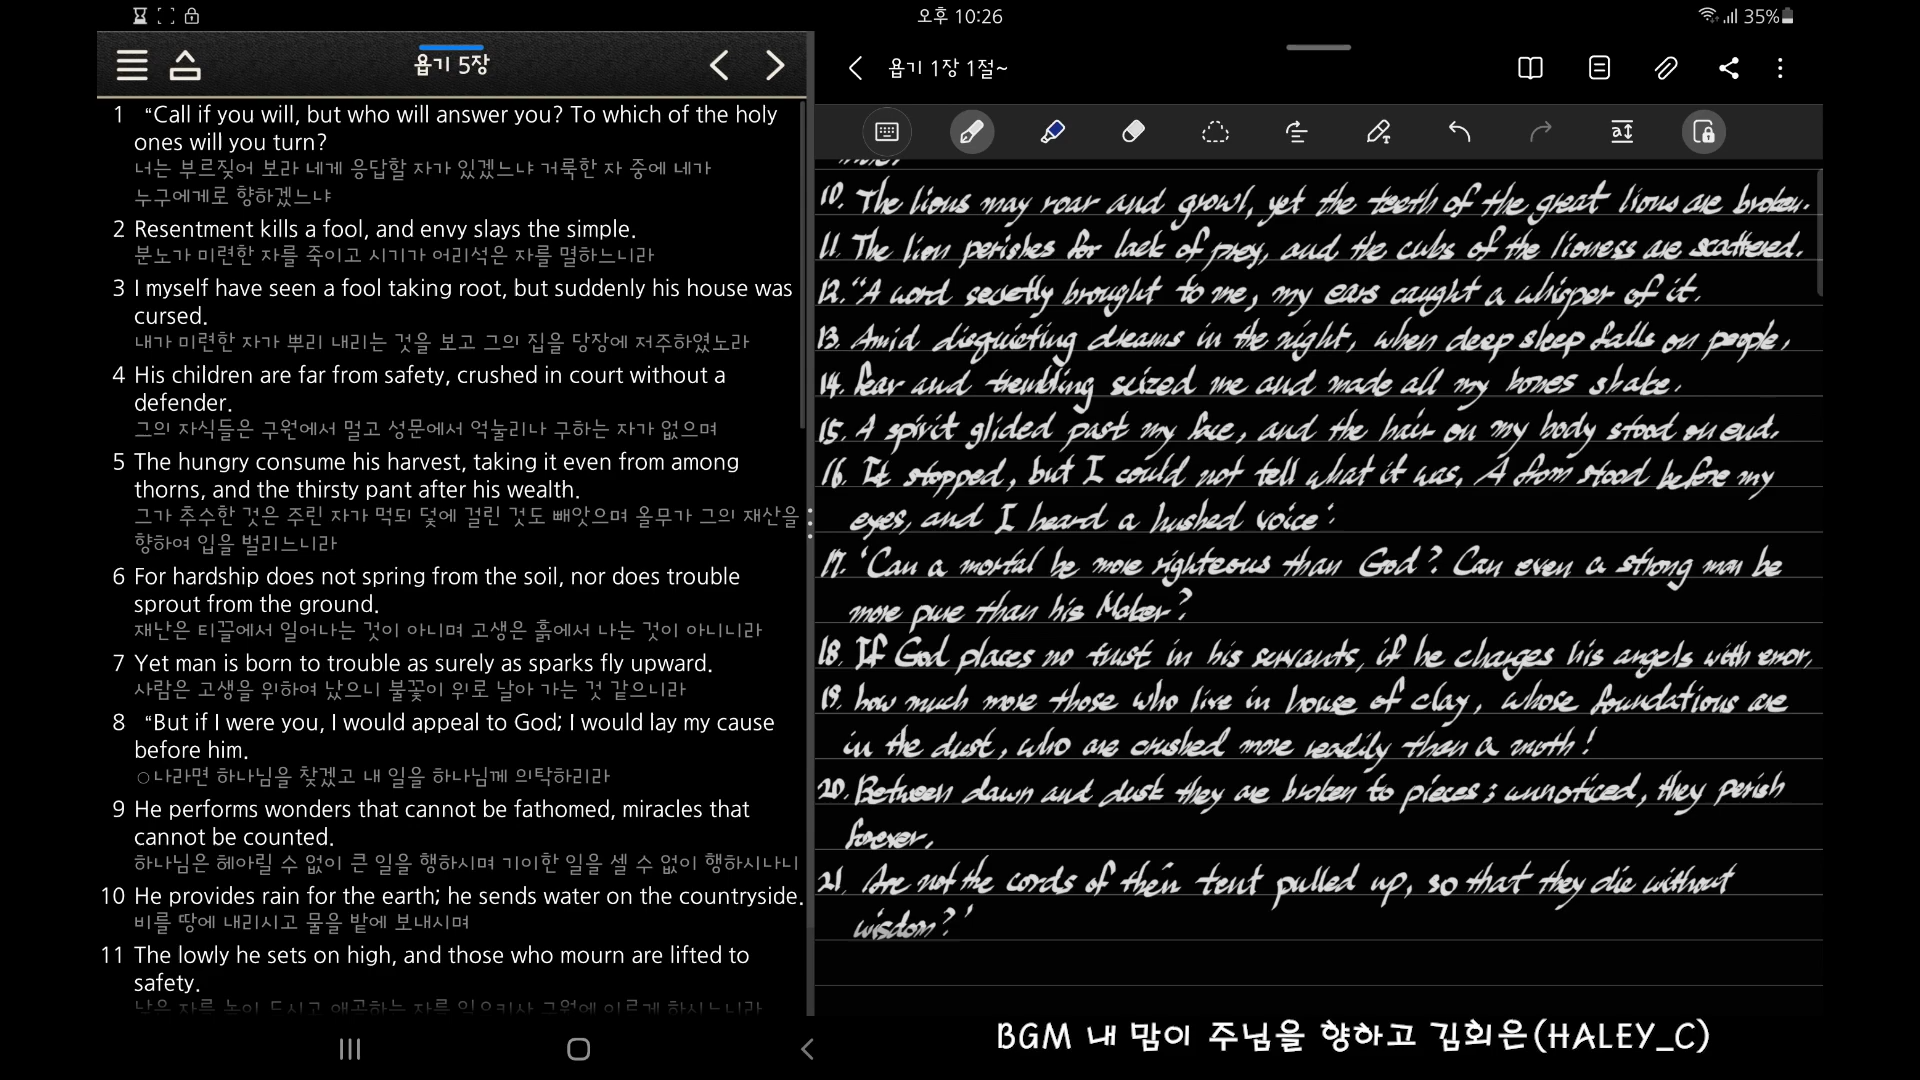 오후 10:26
35%
욥기 5장
1 “Call if you will, but who will answer you? To which of the holy
ones will you turn?
너는 부르짖어 보라 네게 응답할 자가 있겠느냐 거룩한 자 중에 네가
누구에게로 향하겠느냐
2 Resentment kills a fool, and envy slays the simple.
분노가 미련한 자를 죽이고 시기가 어리석은 자를 멸하느니라
3 I myself have seen a fool taking root, but suddenly his house was
cursed.
내가 미련한 자가 뿌리 내리는 것을 보고 그의 집을 당장에 저주하였노라
4 His children are far from safety, crushed in court without a
defender.
그의 자식들은 구원에서 멀고 성문에서 억눌리나 구하는 자가 없으며
5 The hungry consume his harvest, taking it even from among
thorns, and the thirsty pant after his wealth.
그가 추수한 것은 주린 자가 먹되 덫에 걸린 것도 빼앗으며 올무가 그의 재산을
향하여 입을 벌리느니라
6 For hardship does not spring from the soil, nor does trouble
sprout from the ground.
재난은 티끌에서 일어나는 것이 아니며 고생은 흙에서 나는 것이 아니니라
7 Yet man is born to trouble as surely as sparks fly upward.
사람은 고생을 위하여 났으니 불꽃이 위로 날아 가는 것 같으니라
8 “But if I were you, I would appeal to God; I would lay my cause
before him.
○나라면 하나님을 찾겠고 내 일을 하나님께 의탁하리라
9 He performs wonders that cannot be fathomed, miracles that
cannot be counted.
하나님은 헤아릴 수 없이 큰 일을 행하시며 기이한 일을 셀 수 없이 행하시나니
10 He provides rain for the earth; he sends water on the countryside.
비를 땅에 내리시고 물을 밭에 보내시며
11 The lowly he sets on high, and those who mourn are lifted to
safety.
욥기 1장 1절~
10. The lions may roar and growl, yet the teeth of the great lions are broken.
11. The lion perishes for lack of prey, and the cubs of the lioness are scattered.
12. “A word secretly brought to me, my ears caught a whisper of it.
13. Amid disquieting dreams in the night, when deep sleep falls on people,
14. fear and trembling seized me and made all my bones shake.
15. A spirit glided past my face, and the hair on my body stood on end.
16. It stopped, but I could not tell what it was. A from stood before my
eyes, and I heard a hushed voice:
17. ‘Can a mortal be more righteous than God? Can even a strong man be
more pure than his Maker?
18. If God places no trust in his servants, if he charges his angels with error,
19. how much more those who live in house of clay, whose foundations are
in the dust, who are crushed more readily than a moth!
20. Between dawn and dusk they are broken to pieces; unnoticed, they perish
forever.
21. Are not the cords of their tent pulled up, so that they die without
wisdom?’
BGM 내 맘이 주님을 향하고 김회은(HALEY_C)